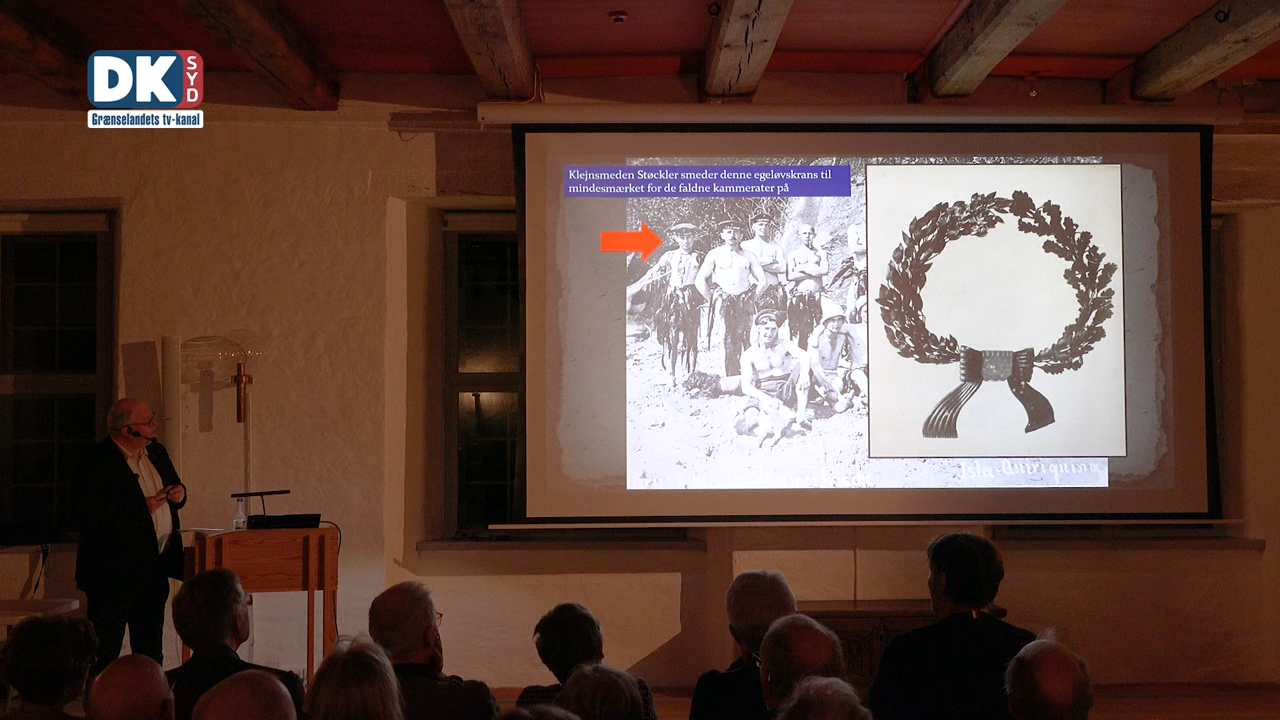 DK
SYD
Grænselandets tv-kanal
Klejnsmeden Støckler smeder denne egeløvskrans til
mindesmærket for de faldne kammerater på